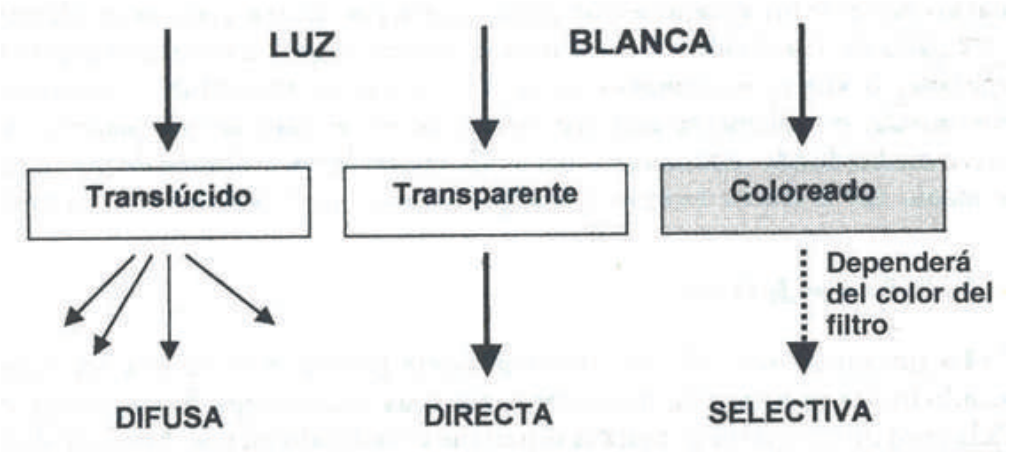 LUZ BLANCA
Translúcido Transparente Coloreado
Dependerá
del color del
filtro
DIFUSA DIRECTA SELECTIVA